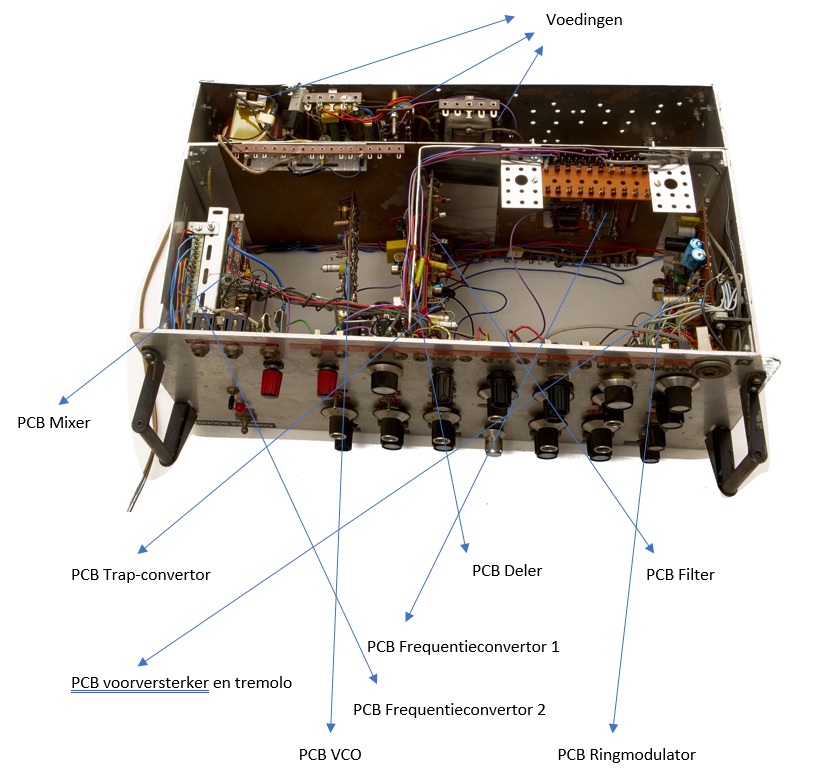 Voedingen
PCB Mixer
PCB Trap-convertor
PCB Deler
PCB Filter
PCB Frequentieconvertor 1
PCB voorversterker en tremolo
PCB Frequentieconvertor 2
PCB VCO
PCB Ringmodulator